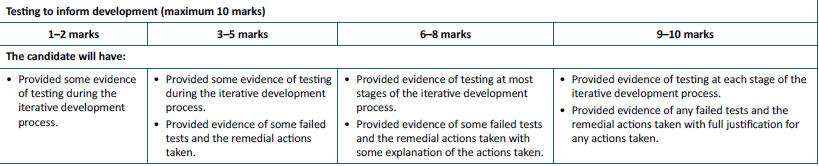 Testing to inform development (maximum 10 marks)
1–2 marks
3–5 marks
6–8 marks
9–10 marks
The candidate will have:
• Provided some evidence
of testing during the
iterative development
process.
• Provided some evidence of testing
during the iterative development
process.
• Provided evidence of some failed
tests and the remedial actions
taken.
• Provided evidence of testing at most
stages of the iterative development
process.
• Provided evidence of some failed tests
and the remedial actions taken with
some explanation of the actions taken.
• Provided evidence of testing at each stage of the
iterative development process.
• Provided evidence of any failed tests and the
remedial actions taken with full justification for
any actions taken.